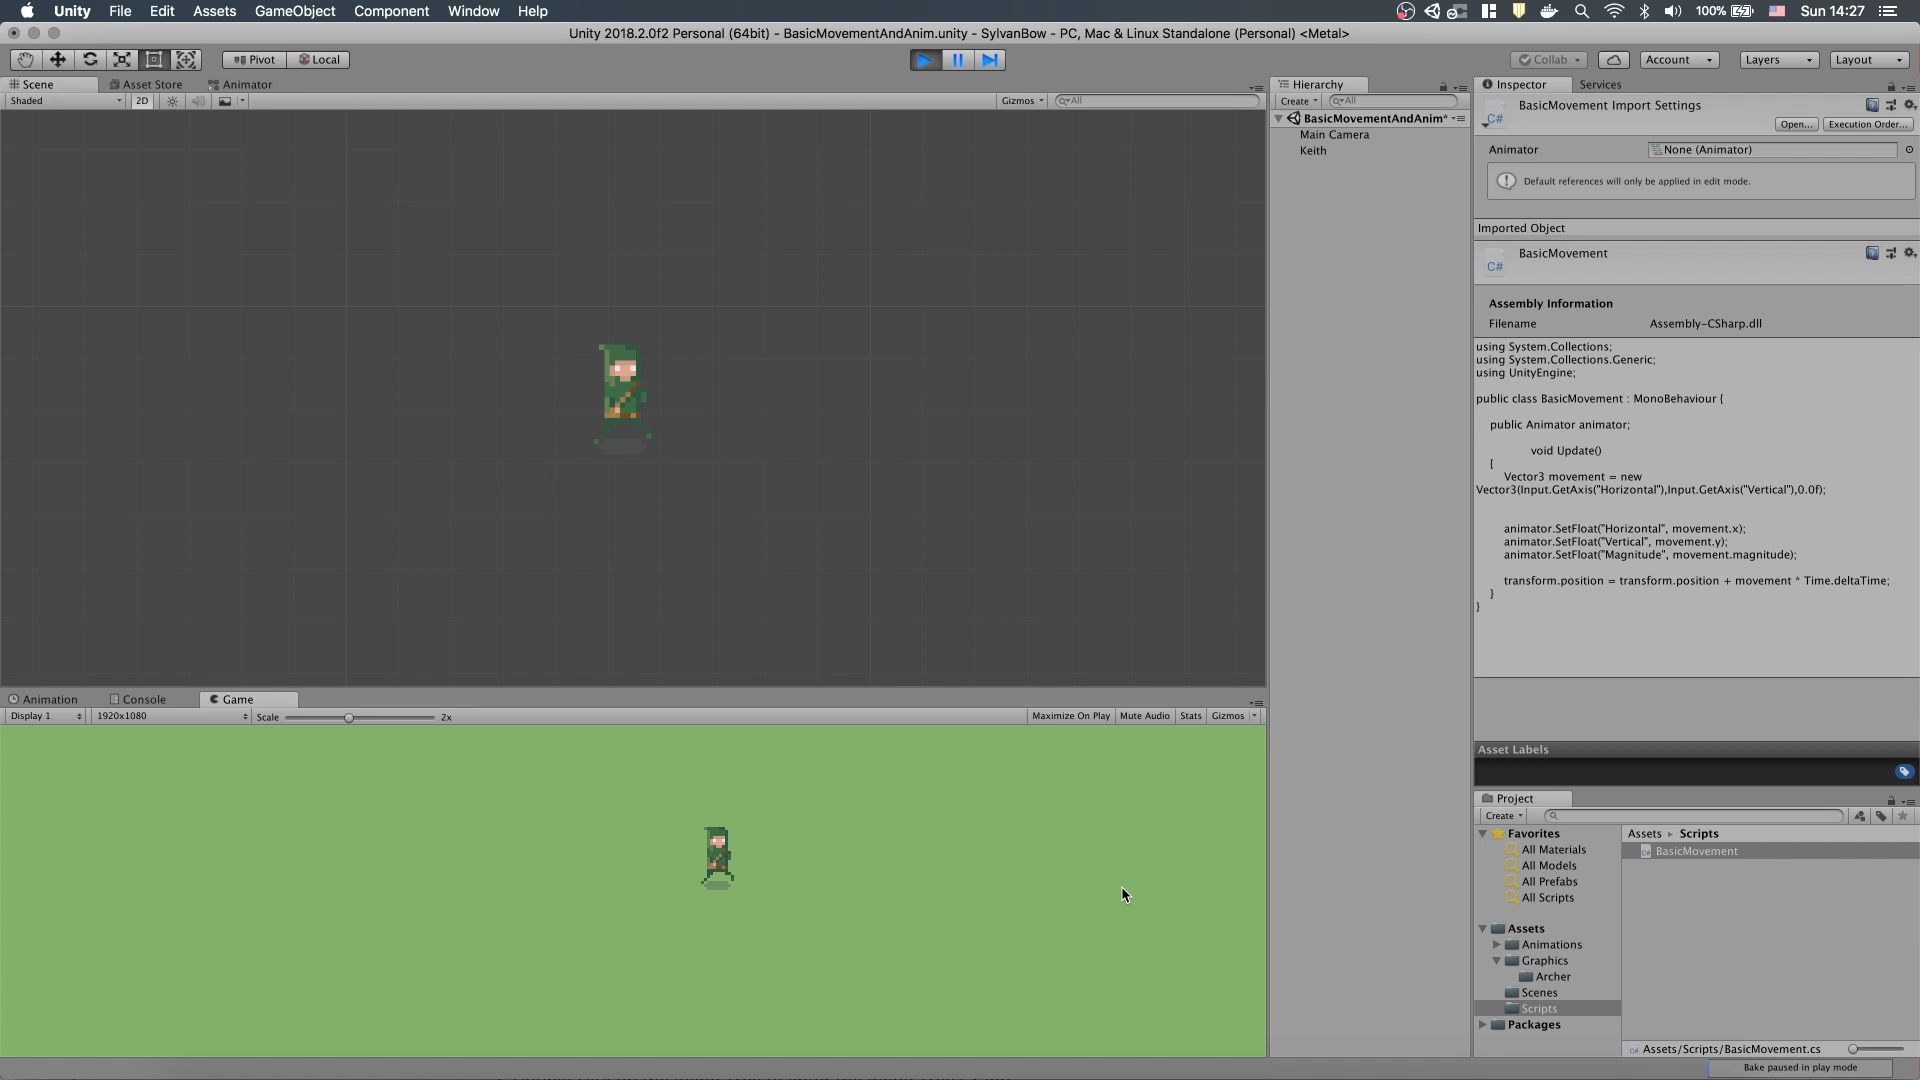 Unity File Edit Assets GameObject Component Window Help 100% Sun 14:27
Unity 2018.2.0f2 Personal (64bit) - BasicMovementAndAnim.unity - SylvanBow - PC, Mac & Linux Standalone (Personal) <Metal>
Pivot Local Collab Account Layers Layout
Scene Asset Store Animator
Shaded 2D Gizmos All
Hierarchy
Create All
BasicMovementAndAnim*
Main Camera
Keith
Inspector Services
BasicMovement Import Settings
C#
Open... Execution Order...
Animator None (Animator)
Default references will only be applied in edit mode.
Imported Object
BasicMovement
C#
Assembly Information
Filename Assembly-CSharp.dll
using System.Collections;
using System.Collections.Generic;
using UnityEngine;
public class BasicMovement : MonoBehaviour {
public Animator animator;
void Update()
{
Vector3 movement = new
Vector3(Input.GetAxis("Horizontal"),Input.GetAxis("Vertical"),0.0f);
animator.SetFloat("Horizontal", movement.x);
animator.SetFloat("Vertical", movement.y);
animator.SetFloat("Magnitude", movement.magnitude);
transform.position = transform.position + movement * Time.deltaTime;
}
}
Asset Labels
Animation Console Game
Display 1 1920x1080 Scale 2x Maximize On Play Mute Audio Stats Gizmos
Project
Create
Favorites
All Materials
All Models
All Prefabs
All Scripts
Assets
Animations
Graphics
Archer
Scenes
Scripts
Packages
Assets Scripts
BasicMovement
Assets/Scripts/BasicMovement.cs
Bake paused in play mode